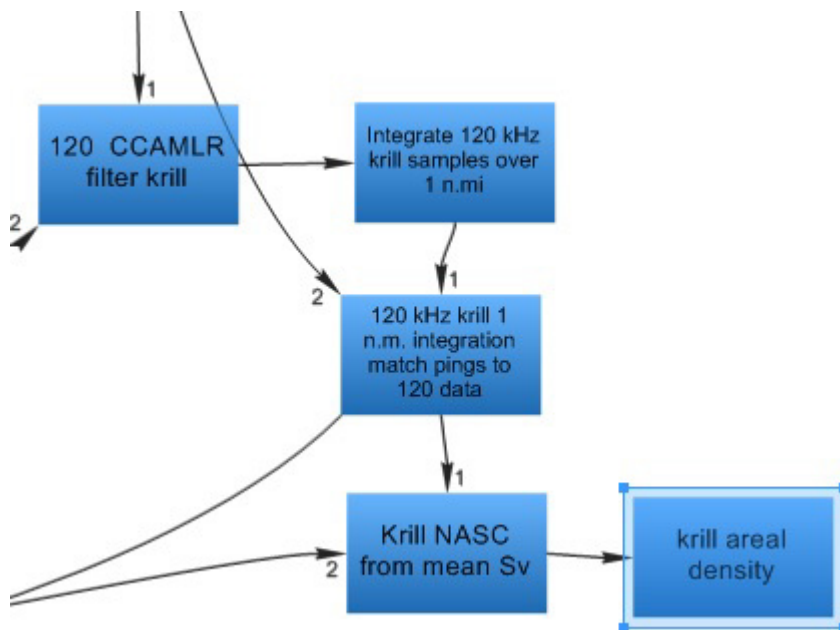 1
120 CCAMLR
filter krill
2
Integrate 120 kHz
krill samples over
1 n.mi
2
1
120 kHz krill 1
n.m. integration
match pings to
120 data
1
Krill NASC
from mean Sv
2
krill areal
density